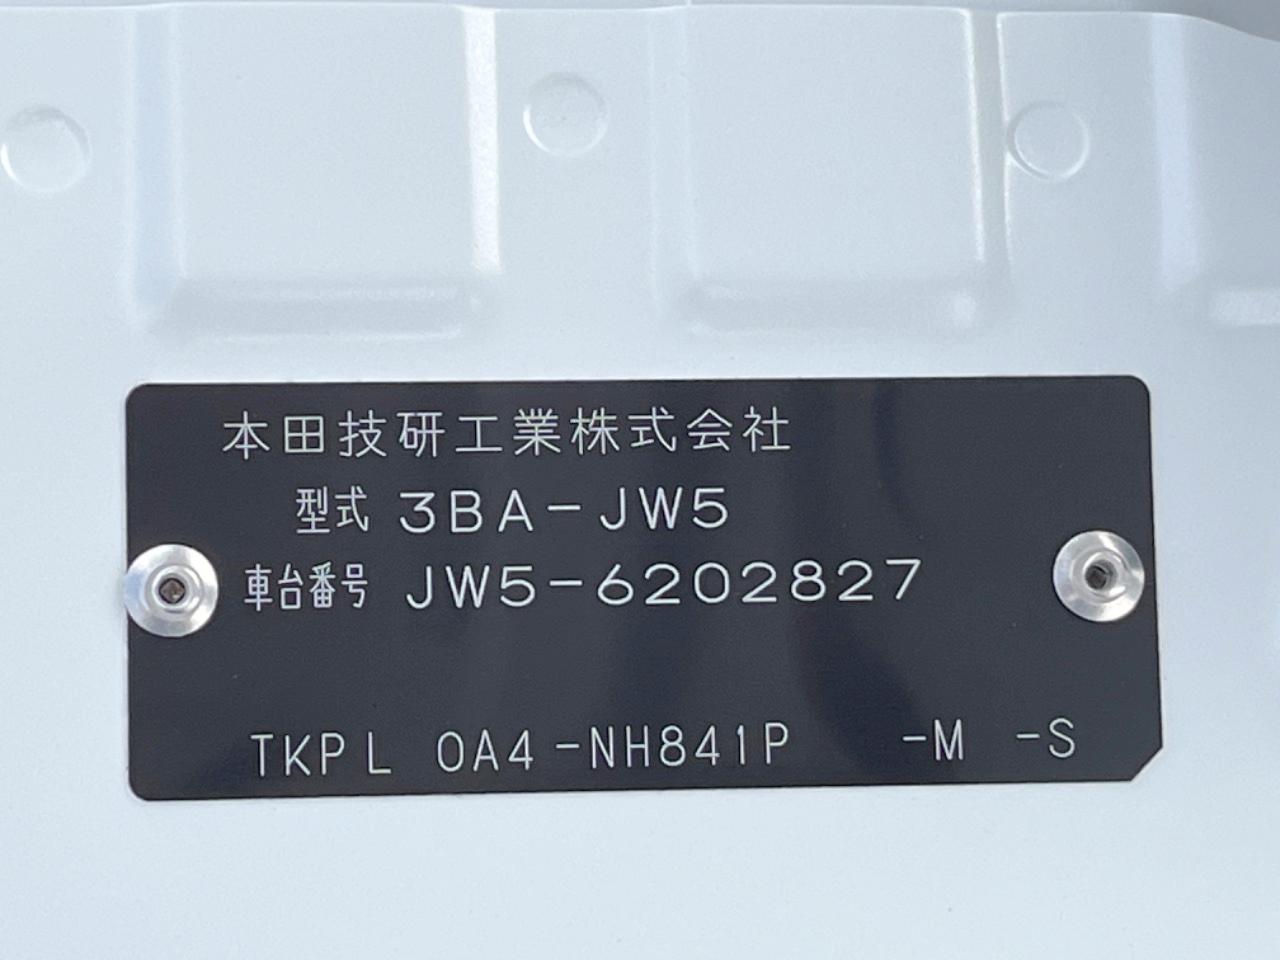 本田技研工業株式会社
型式 3BA-JW5
車台番号 JW5-6202827
TKPL 0A4-NH841P -M -S